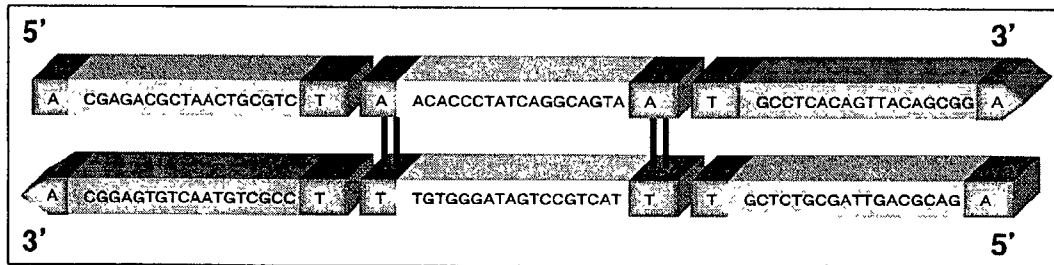 5’ 3’
A CGAGACGCTAACTGCGTC T A ACACCCTATCAGGCAGTA A T GCCTCACAGTTACAGCGG A
A CGGAGTGTCAATGTCGCC T T TGTGGGATAGTCCGTCAT T T GCTCTGCGATTGACGCAG A
3’ 5’